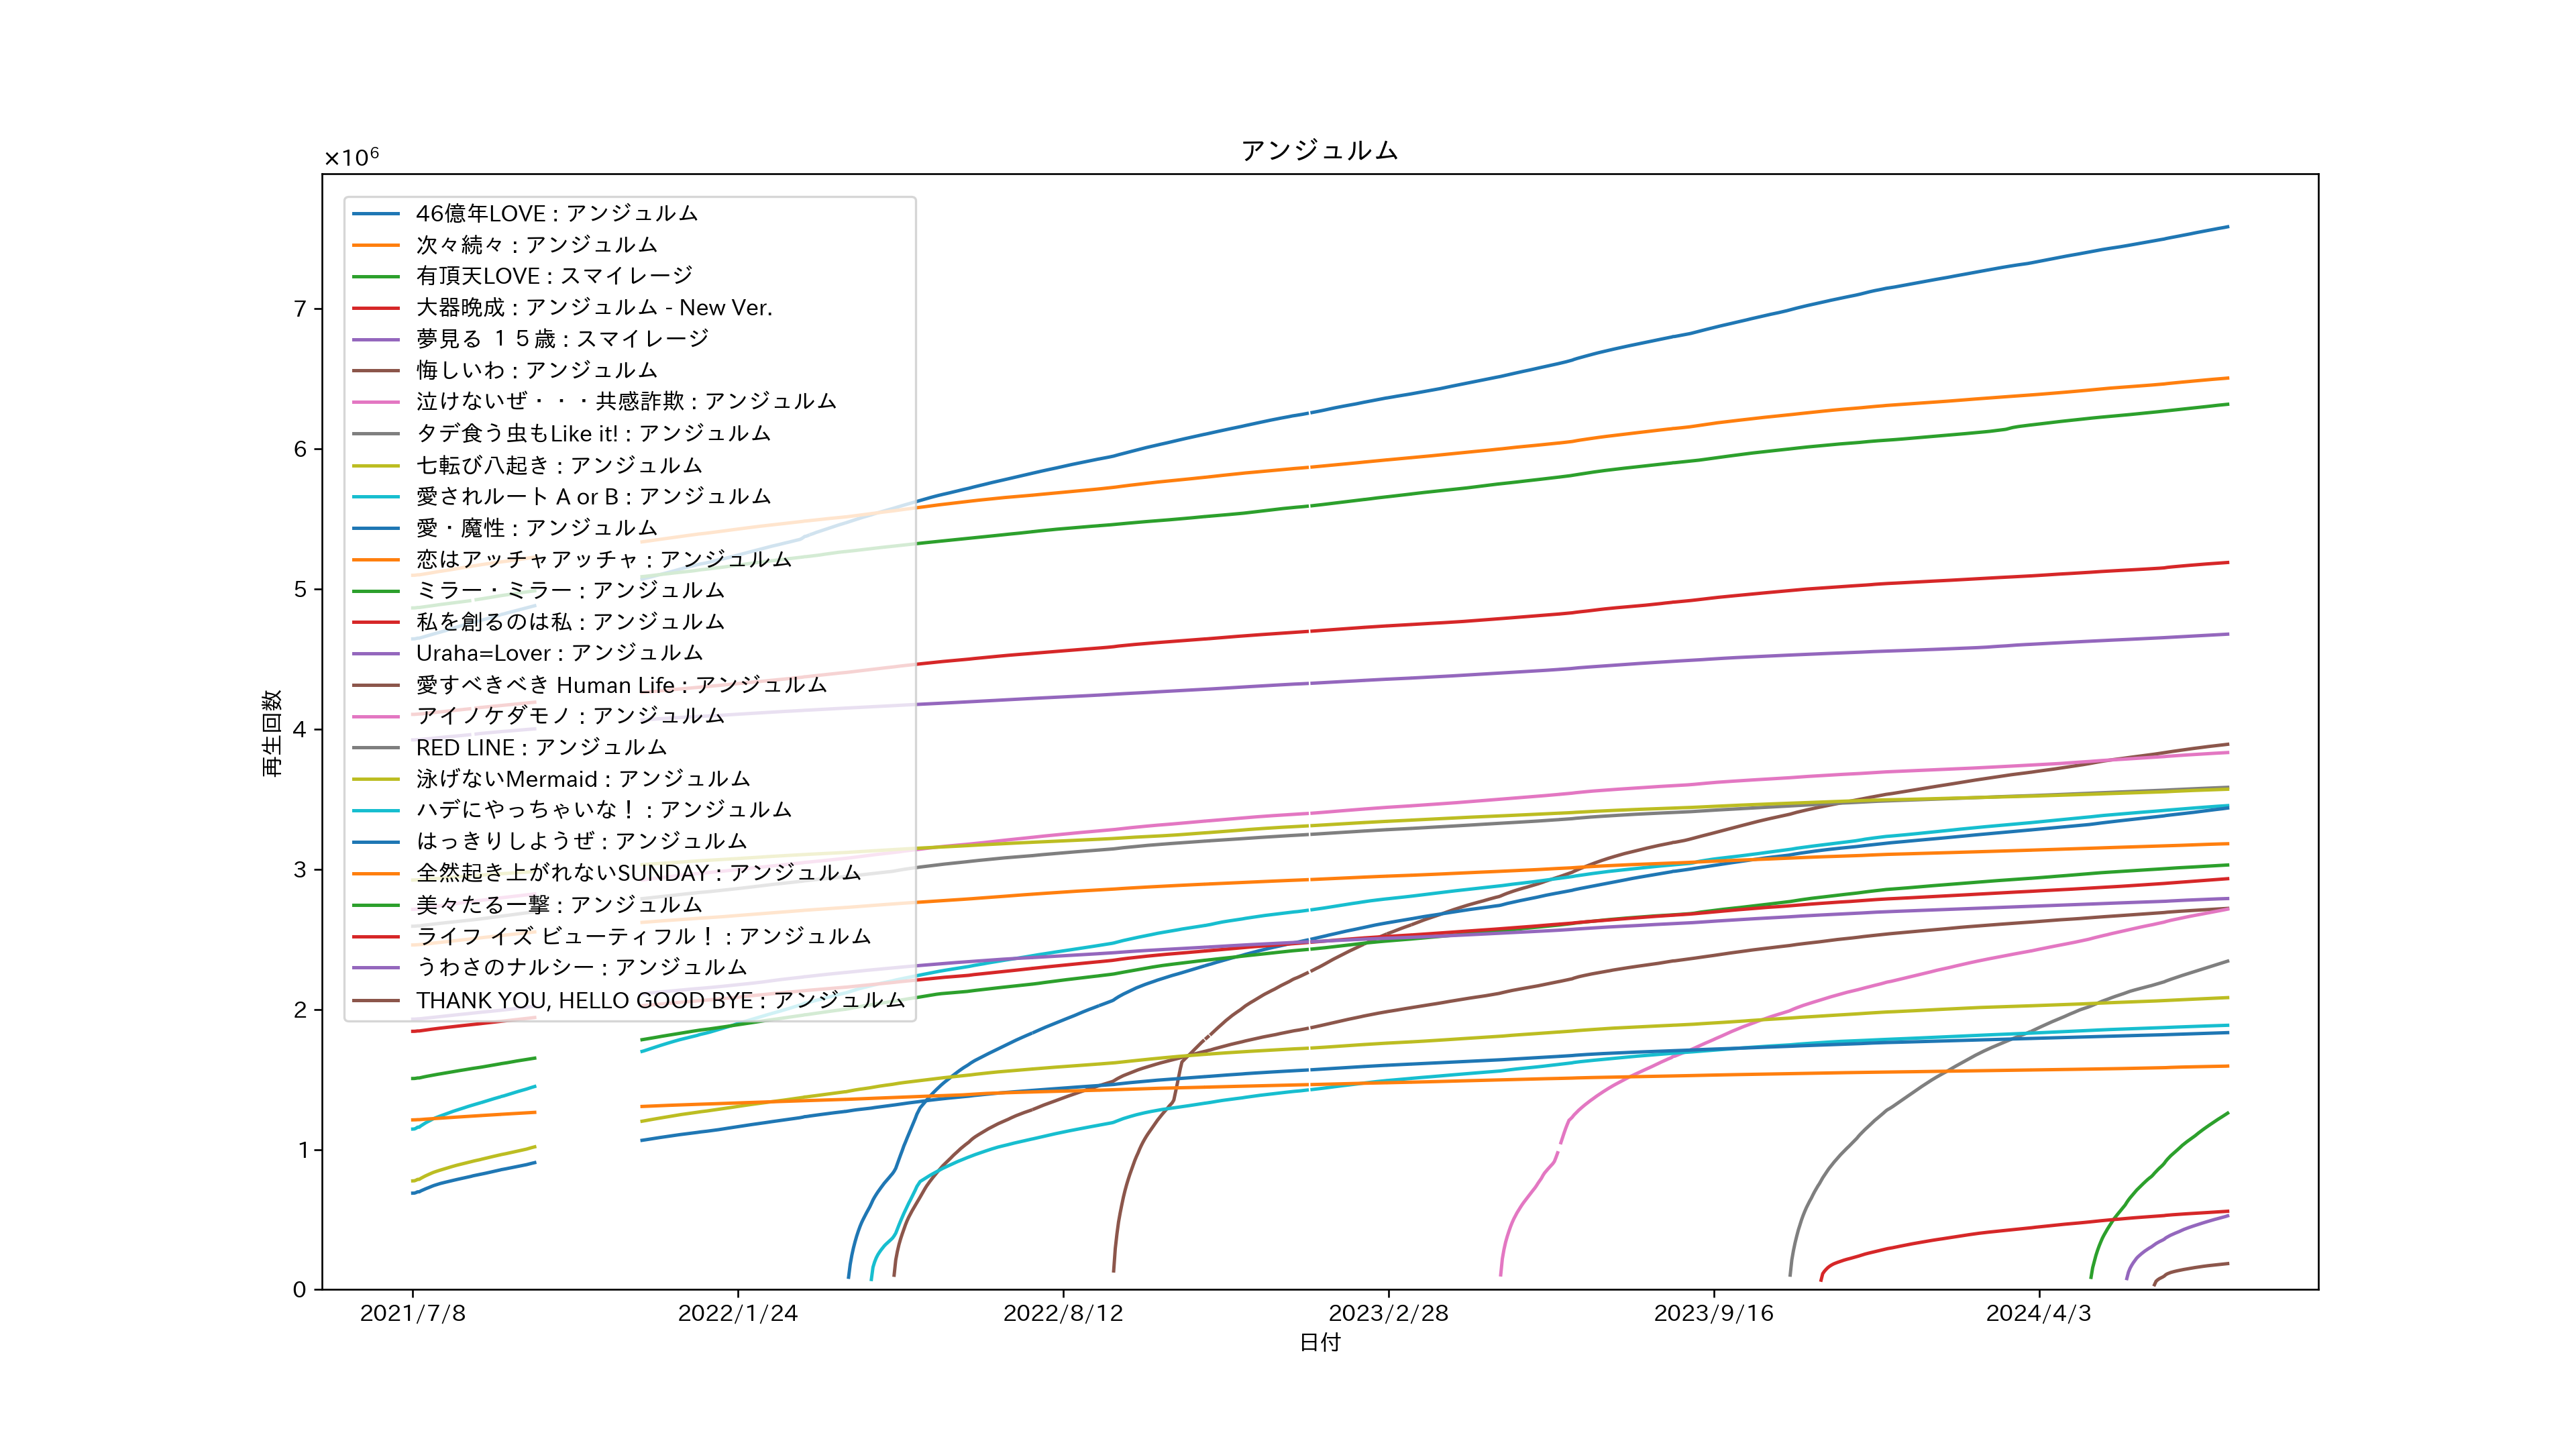 アンジュルム
×10⁶
46億年LOVE : アンジュルム
次々続々 : アンジュルム
有頂天LOVE : スマイレージ
大器晩成 : アンジュルム - New Ver.
夢見る １５歳 : スマイレージ
悔しいわ : アンジュルム
泣けないぜ・・・共感詐欺 : アンジュルム
タデ食う虫もLike it! : アンジュルム
七転び八起き : アンジュルム
愛されルート A or B : アンジュルム
愛・魔性 : アンジュルム
恋はアッチャアッチャ : アンジュルム
ミラー・ミラー : アンジュルム
私を創るのは私 : アンジュルム
Uraha=Lover : アンジュルム
愛すべきべき Human Life : アンジュルム
アイノケダモノ : アンジュルム
RED LINE : アンジュルム
泳げないMermaid : アンジュルム
ハデにやっちゃいな！ : アンジュルム
はっきりしようぜ : アンジュルム
全然起き上がれないSUNDAY : アンジュルム
美々たる一撃 : アンジュルム
ライフ イズ ビューティフル！ : アンジュルム
うわさのナルシー : アンジュルム
THANK YOU, HELLO GOOD BYE : アンジュルム
7
6
5
4
3
2
1
0
再生回数
2021/7/8
2022/1/24
2022/8/12
2023/2/28
2023/9/16
2024/4/3
日付